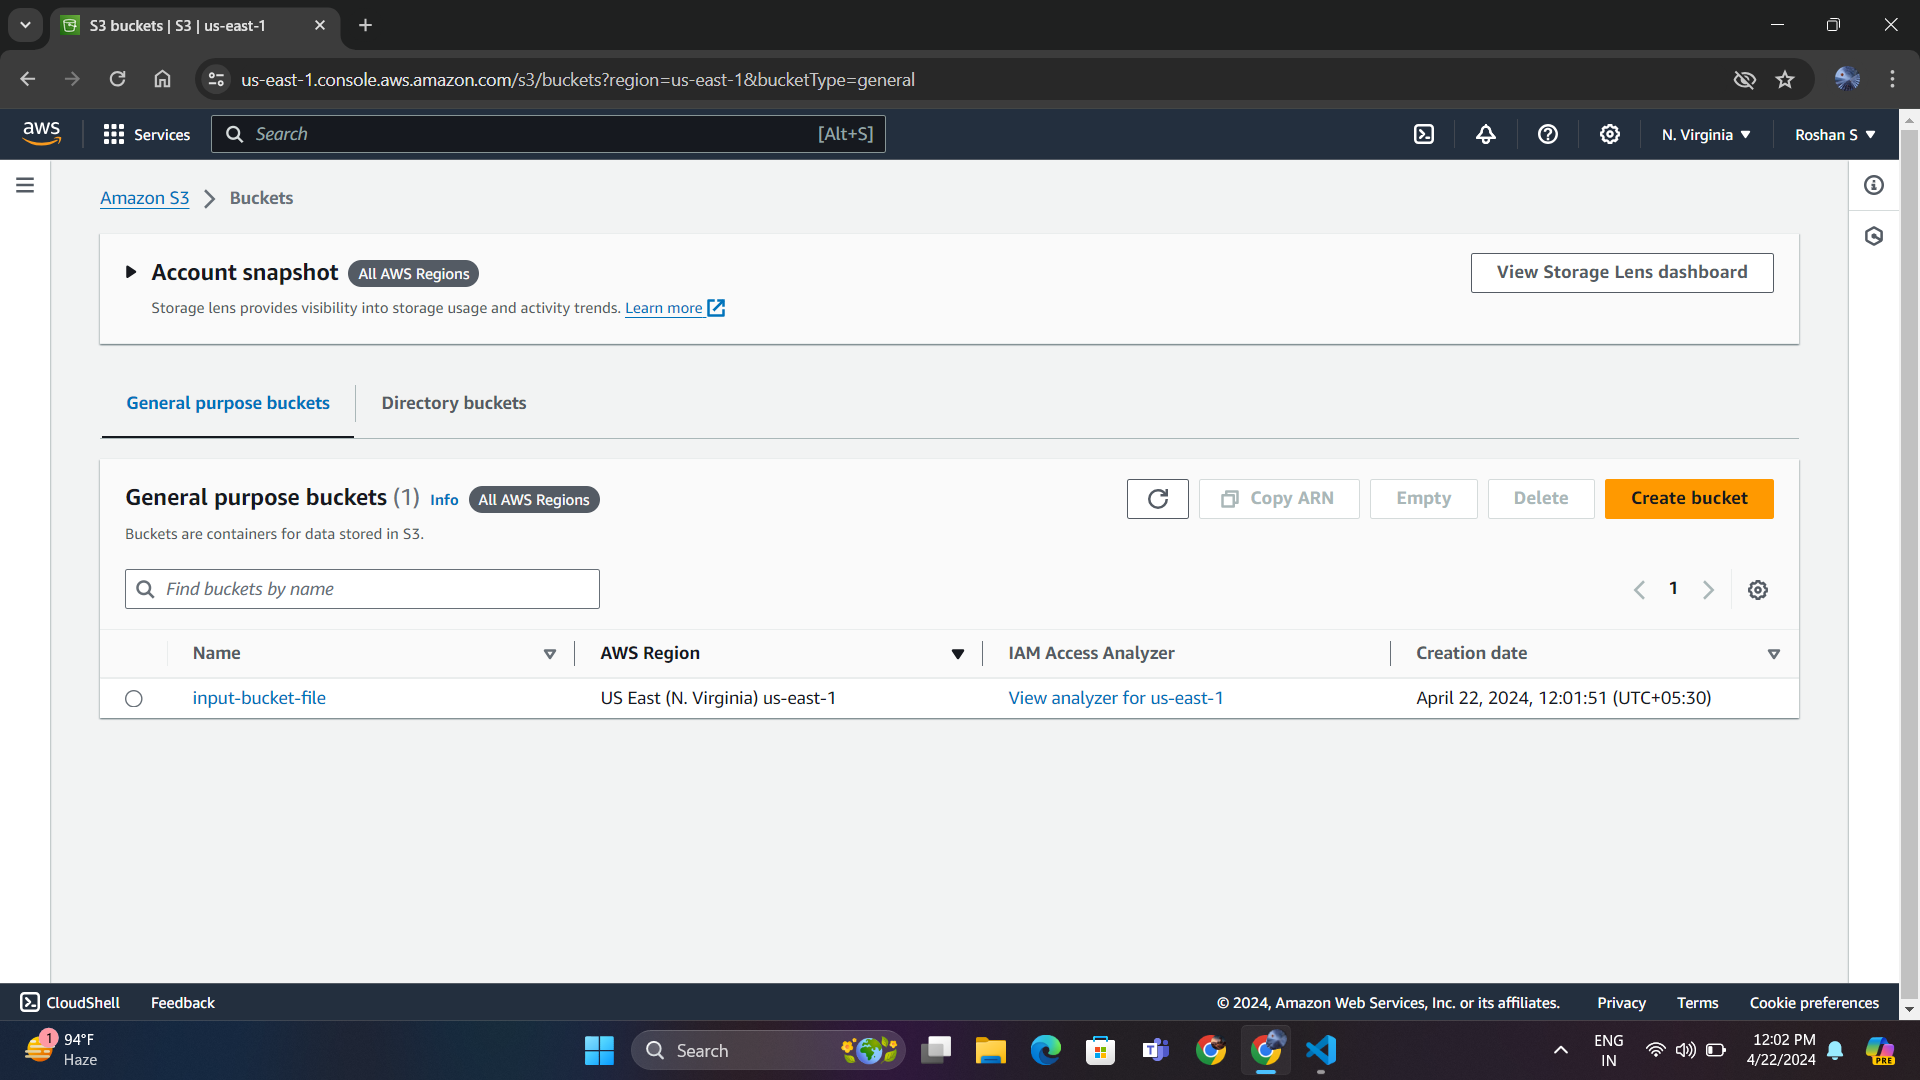 S3 buckets | S3 | us-east-1
us-east-1.console.aws.amazon.com/s3/buckets?region=us-east-1&bucketType=general
aws Services Search [Alt+S] N. Virginia Roshan S
Amazon S3 Buckets
Account snapshot All AWS Regions View Storage Lens dashboard
Storage lens provides visibility into storage usage and activity trends. Learn more
General purpose buckets Directory buckets
General purpose buckets (1) Info All AWS Regions Copy ARN Empty Delete Create bucket
Buckets are containers for data stored in S3.
Find buckets by name 1
Name AWS Region IAM Access Analyzer Creation date
input-bucket-file US East (N. Virginia) us-east-1 View analyzer for us-east-1 April 22, 2024, 12:01:51 (UTC+05:30)
CloudShell Feedback © 2024, Amazon Web Services, Inc. or its affiliates. Privacy Terms Cookie preferences
1 94°F Search ENG 12:02 PM
Haze IN 4/22/2024 PRE